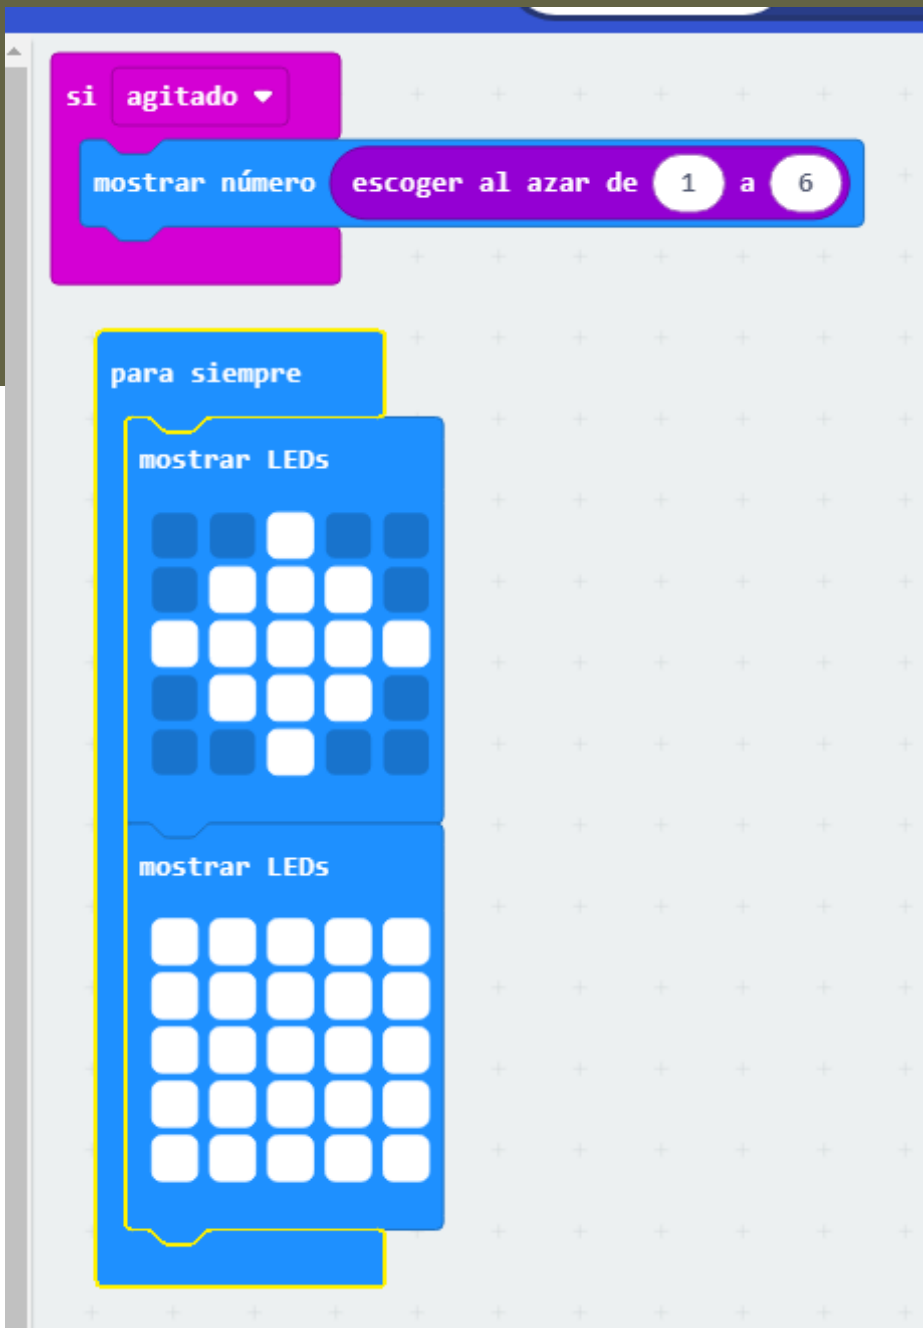 si agitado
mostrar número escoger al azar de 1 a 6
para siempre
mostrar LEDs
mostrar LEDs